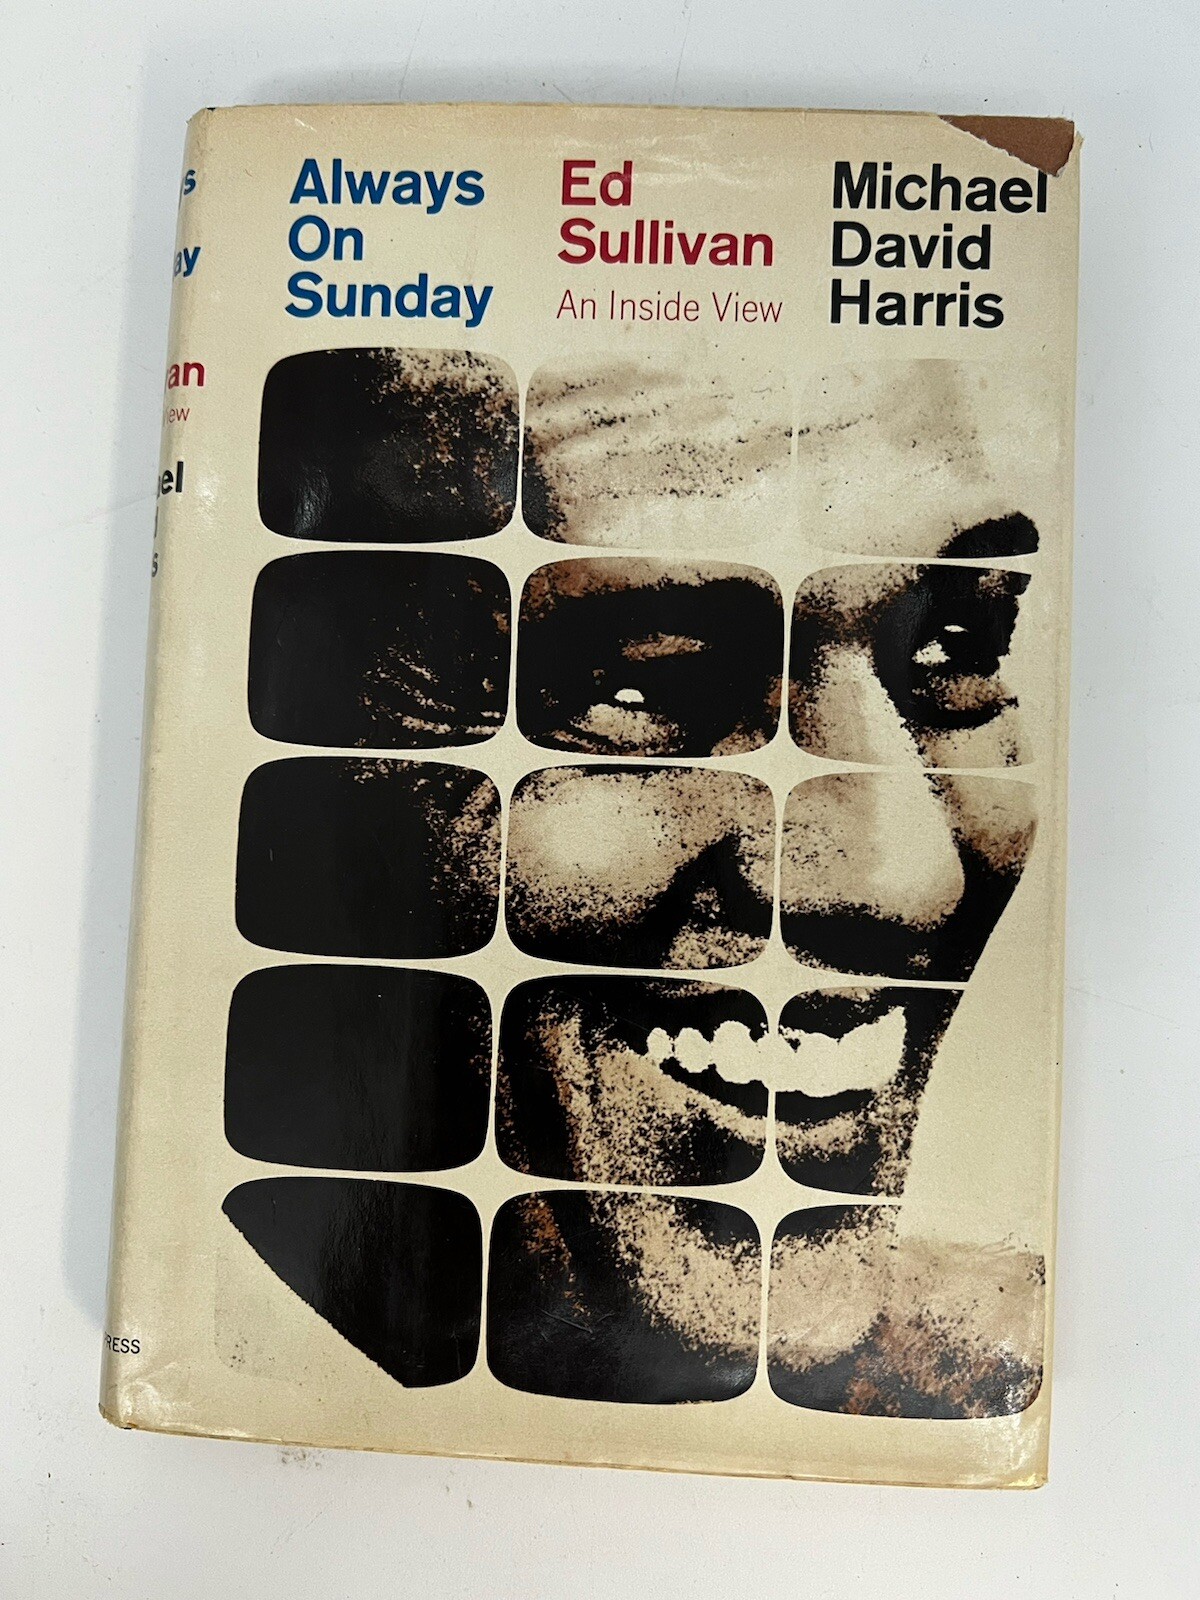 Always
On
Sunday
Ed
Sullivan
An Inside View
Michael
David
Harris